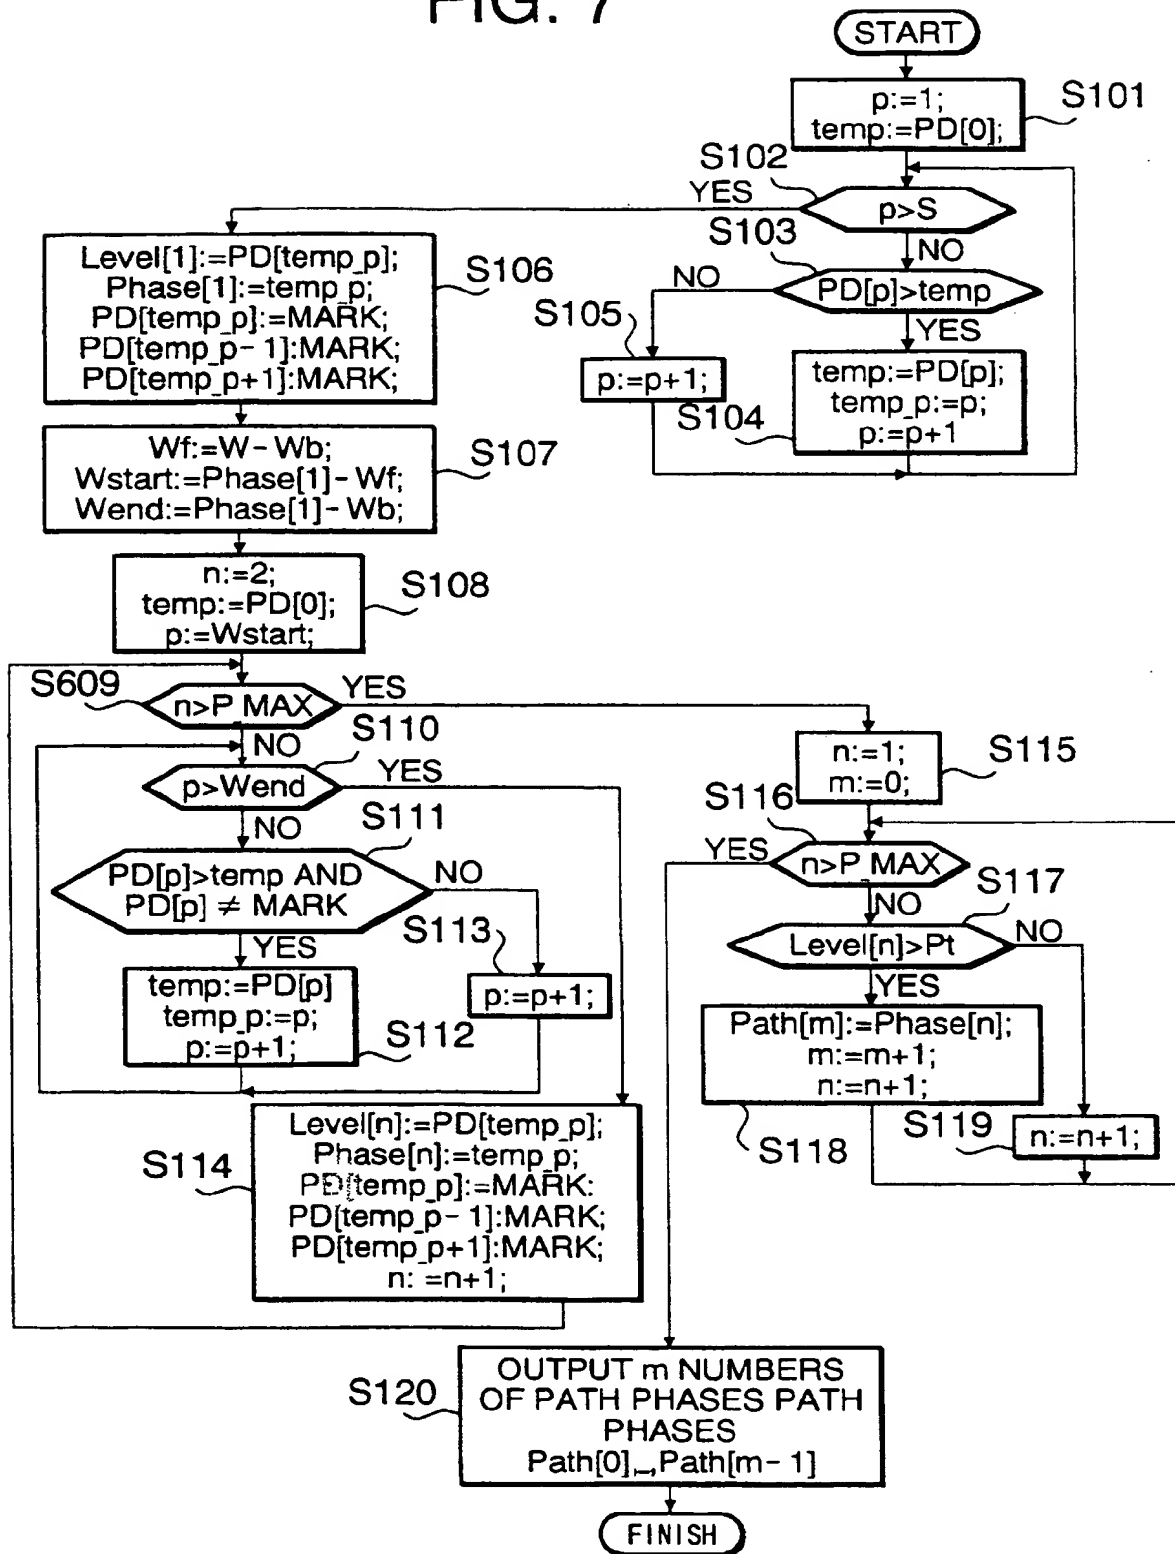 FIG. 7
START
p:=1;
temp:=PD[0];
S101
S102
YES
p>S
NO
S103
NO
PD[p]>temp
YES
S105
p:=p+1;
temp:=PD[p];
temp_p:=p;
p:=p+1
S104
Level[1]:=PD[temp_p];
Phase[1]:=temp_p;
PD[temp_p]:=MARK;
PD[temp_p-1]:MARK;
PD[temp_p+1]:MARK;
S106
Wf:=W-Wb;
Wstart:=Phase[1]-Wf;
Wend:=Phase[1]-Wb;
S107
n:=2;
temp:=PD[0];
p:=Wstart;
S108
S609
n>P_MAX
YES
NO
S110
p>Wend
YES
NO
S111
PD[p]>temp AND
PD[p] ≠ MARK
NO
YES
S113
p:=p+1;
temp:=PD[p]
temp_p:=p;
p:=p+1;
S112
S114
Level[n]:=PD[temp_p];
Phase[n]:=temp_p;
PD[temp_p]:=MARK:
PD[temp_p-1]:MARK;
PD[temp_p+1]:MARK;
n: =n+1;
n:=1;
m:=0;
S115
S116
YES
n>P_MAX
NO
S117
Level[n]>Pt
NO
YES
Path[m]:=Phase[n];
m:=m+1;
n:=n+1;
S118
S119
n:=n+1;
S120
OUTPUT m NUMBERS
OF PATH PHASES PATH
PHASES
Path[0],_,Path[m-1]
FINISH